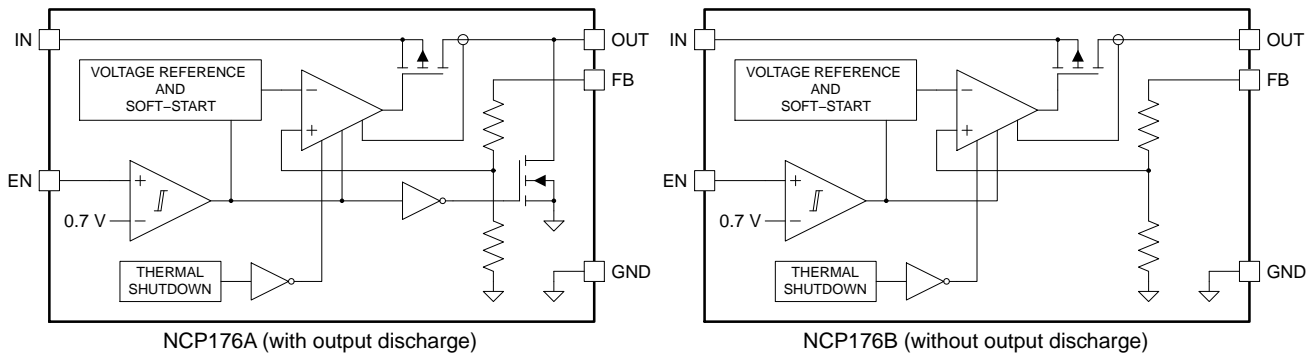 IN
OUT
FB
VOLTAGE REFERENCE
AND
SOFT−START
−
+
EN
+
0.7 V
−
THERMAL
SHUTDOWN
GND
NCP176A (with output discharge)
IN
OUT
FB
VOLTAGE REFERENCE
AND
SOFT−START
−
+
EN
+
0.7 V
−
THERMAL
SHUTDOWN
GND
NCP176B (without output discharge)